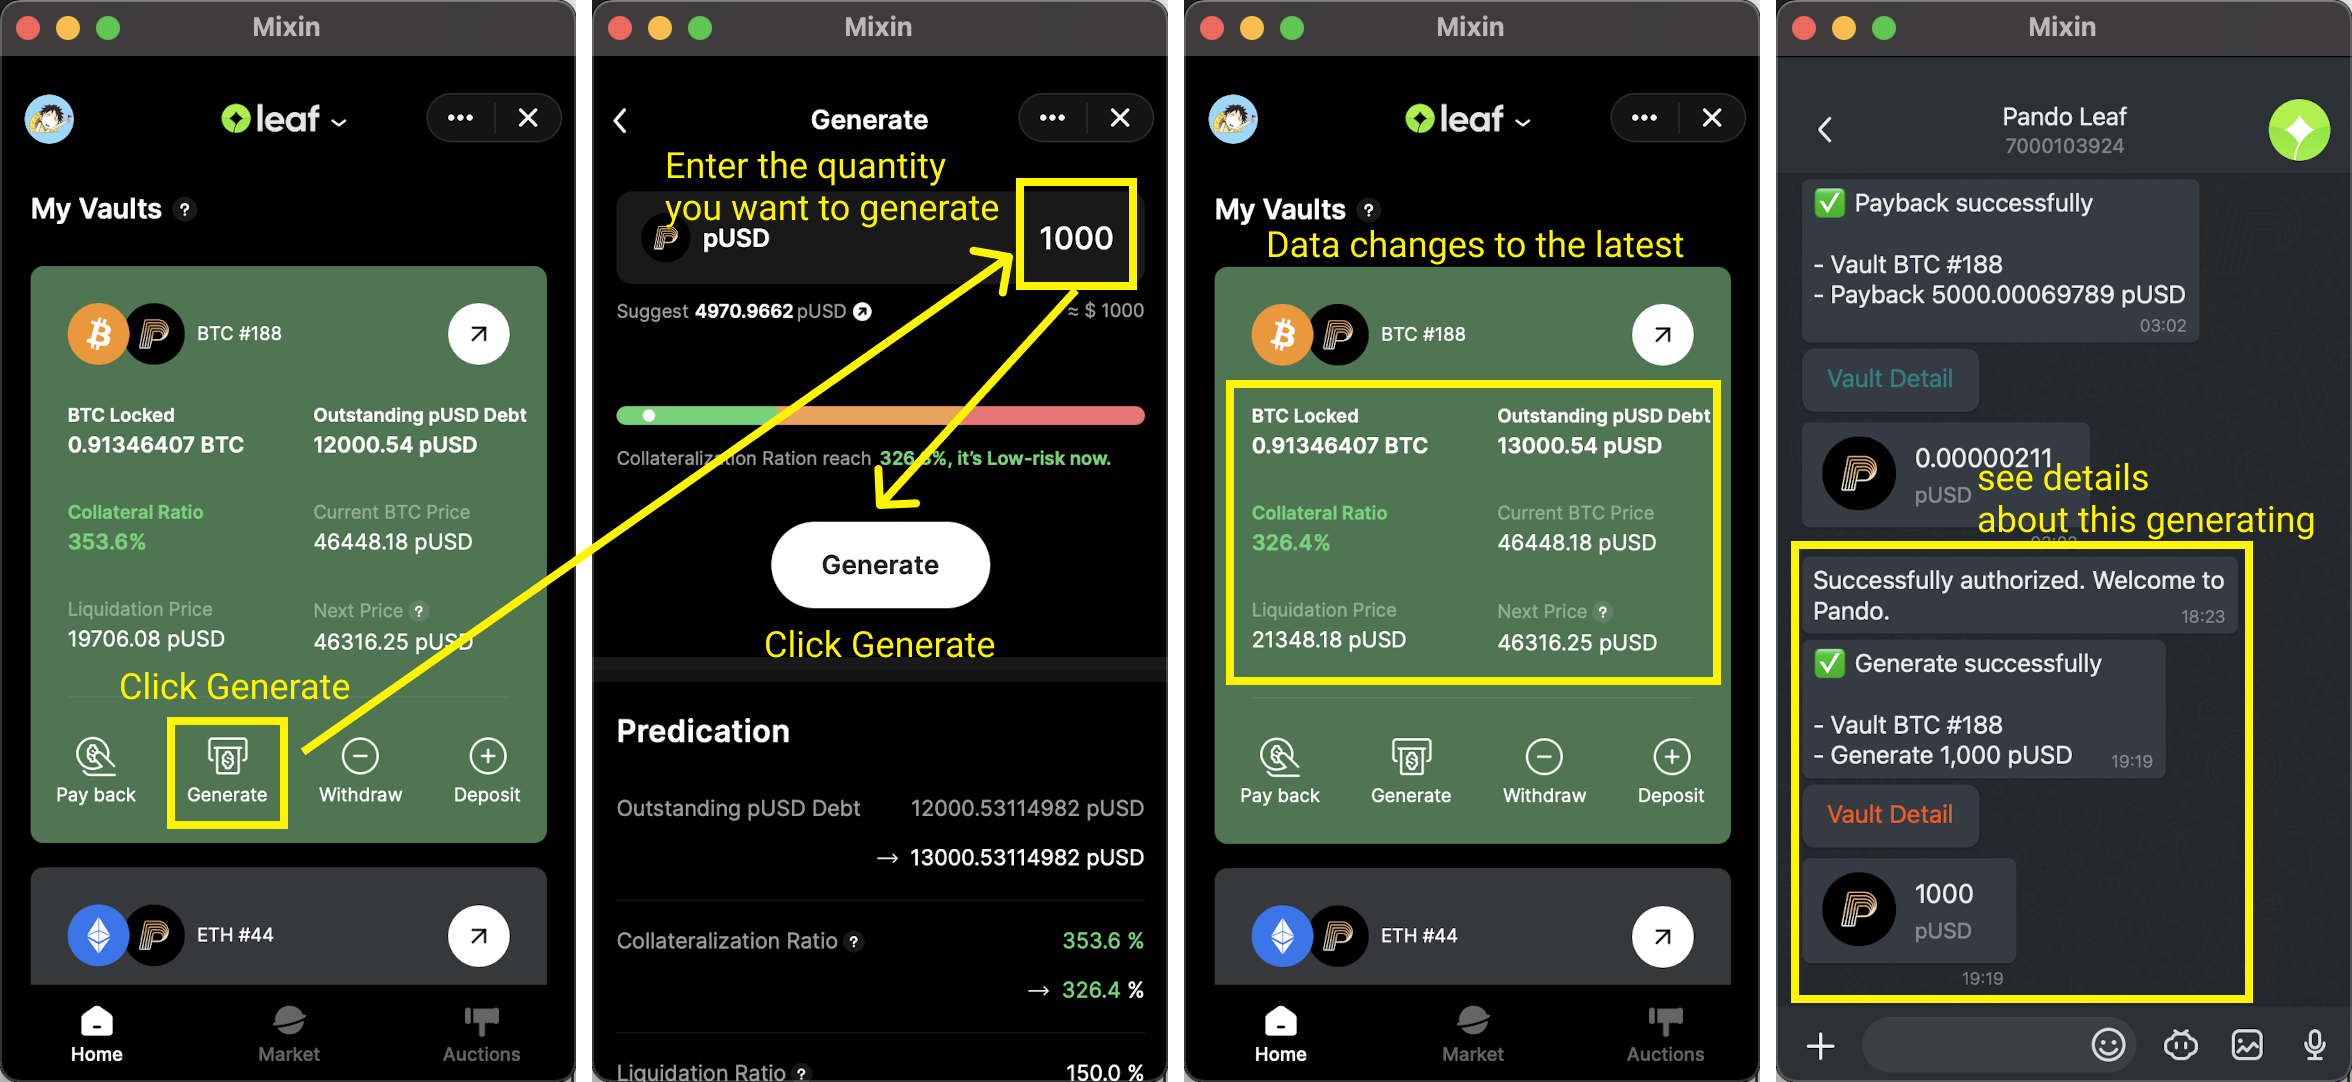 Mixin
leaf
My Vaults ?
BTC #188
BTC Locked
0.91346407 BTC
Outstanding pUSD Debt
12000.54 pUSD
Collateral Ratio
353.6%
Current BTC Price
46448.18 pUSD
Liquidation Price
19706.08 pUSD
Next Price ?
46316.25 pUSD
Click Generate
Pay back
Generate
Withdraw
Deposit
ETH #44
Home
Market
Auctions
Mixin
Generate
Enter the quantity
you want to generate
pUSD
1000
Suggest 4970.9662 pUSD
≈ $ 1000
Collateralization Ration reach 326.3%, it's Low-risk now.
Generate
Click Generate
Predication
Outstanding pUSD Debt
12000.53114982 pUSD
→ 13000.53114982 pUSD
Collateralization Ratio ?
353.6 %
→ 326.4 %
Liquidation Ratio ?
150.0 %
Mixin
leaf
My Vaults ?
Data changes to the latest
BTC #188
BTC Locked
0.91346407 BTC
Outstanding pUSD Debt
13000.54 pUSD
Collateral Ratio
326.4%
Current BTC Price
46448.18 pUSD
Liquidation Price
21348.18 pUSD
Next Price ?
46316.25 pUSD
Pay back
Generate
Withdraw
Deposit
ETH #44
Home
Market
Auctions
Mixin
Pando Leaf
7000103924
Payback successfully
- Vault BTC #188
- Payback 5000.00069789 pUSD
03:02
Vault Detail
0.00000211
pUSD
see details
about this generating
Successfully authorized. Welcome to
Pando.
18:23
Generate successfully
- Vault BTC #188
- Generate 1,000 pUSD
19:19
Vault Detail
1000
pUSD
19:19